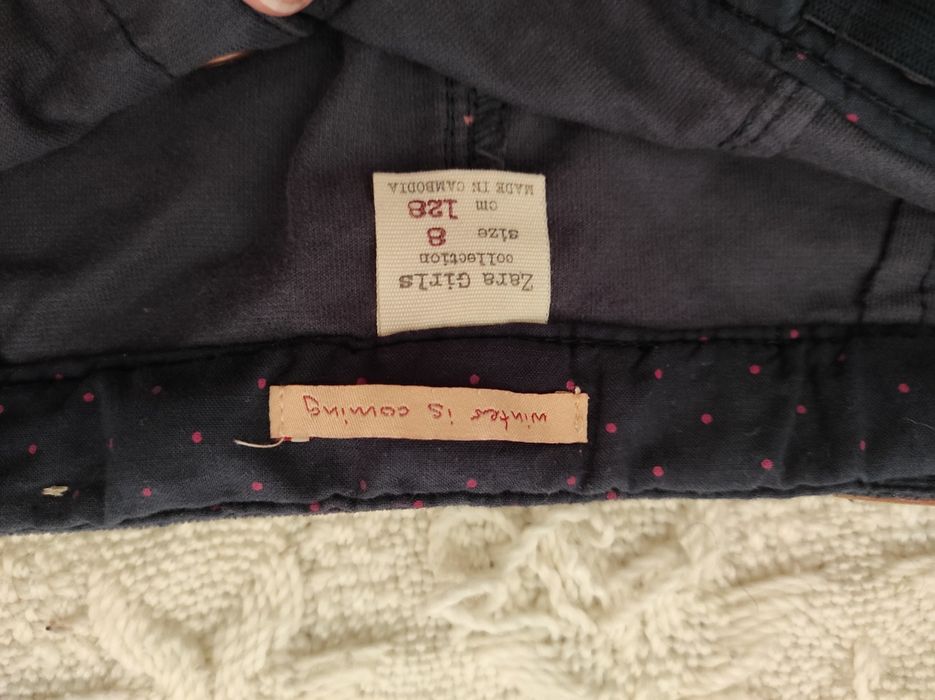 winter is coming
Zara Girls
collection
size 8
cm 128
MADE IN CAMBODIA